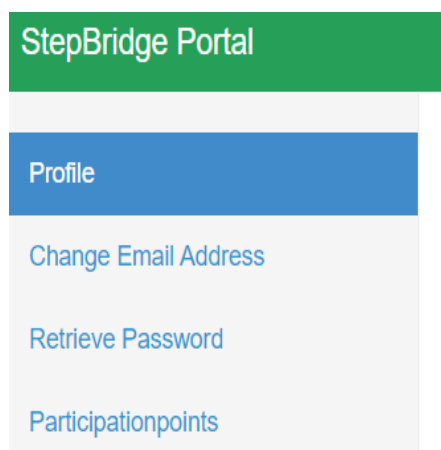 StepBridge Portal
Profile
Change Email Address
Retrieve Password
Participationpoints